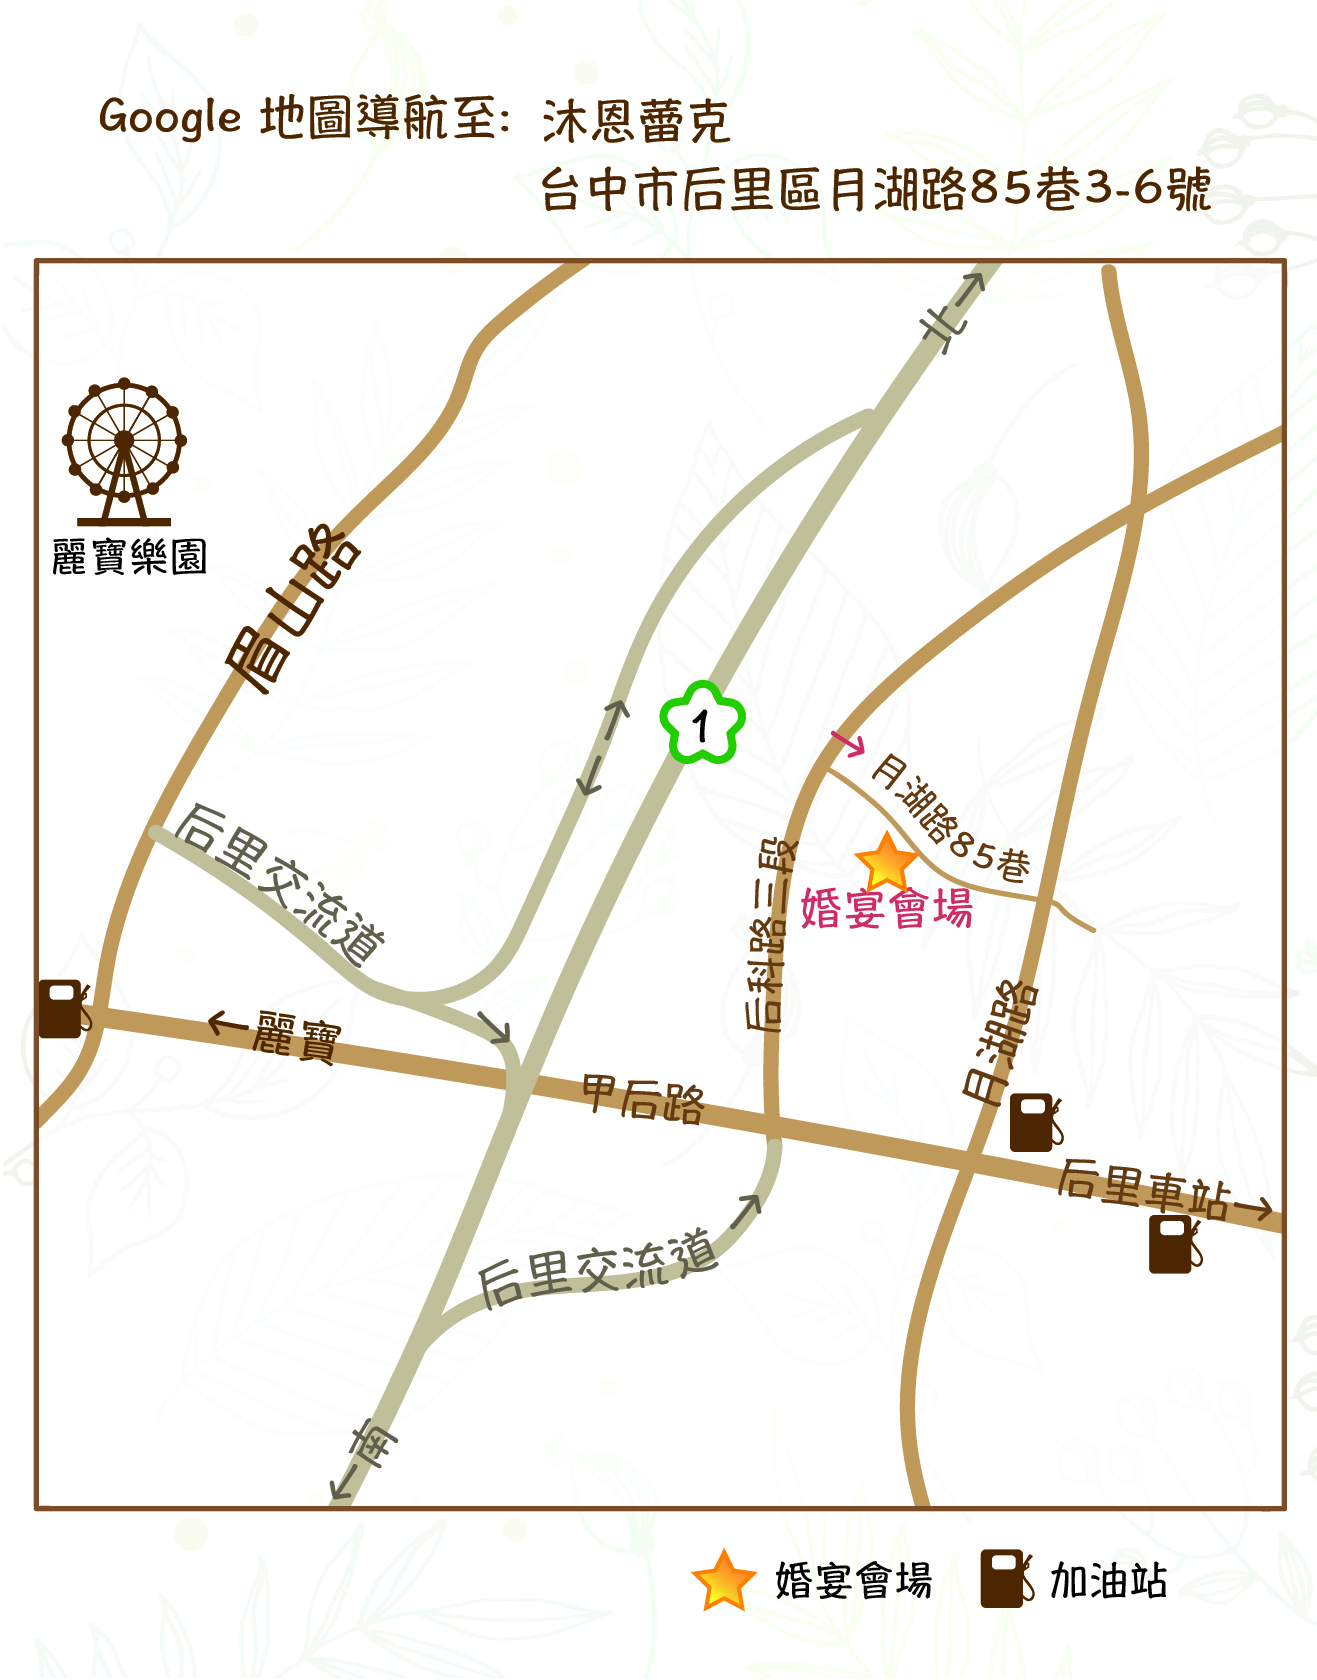 Google 地圖導航至: 沐恩蕾克
台中市后里區月湖路85巷3-6號
北
麗寶樂園
眉山路
1
月湖路85巷
后里交流道
后科路三段
婚宴會場
麗寶
月湖路
甲后路
后里車站
后里交流道
南
婚宴會場
加油站